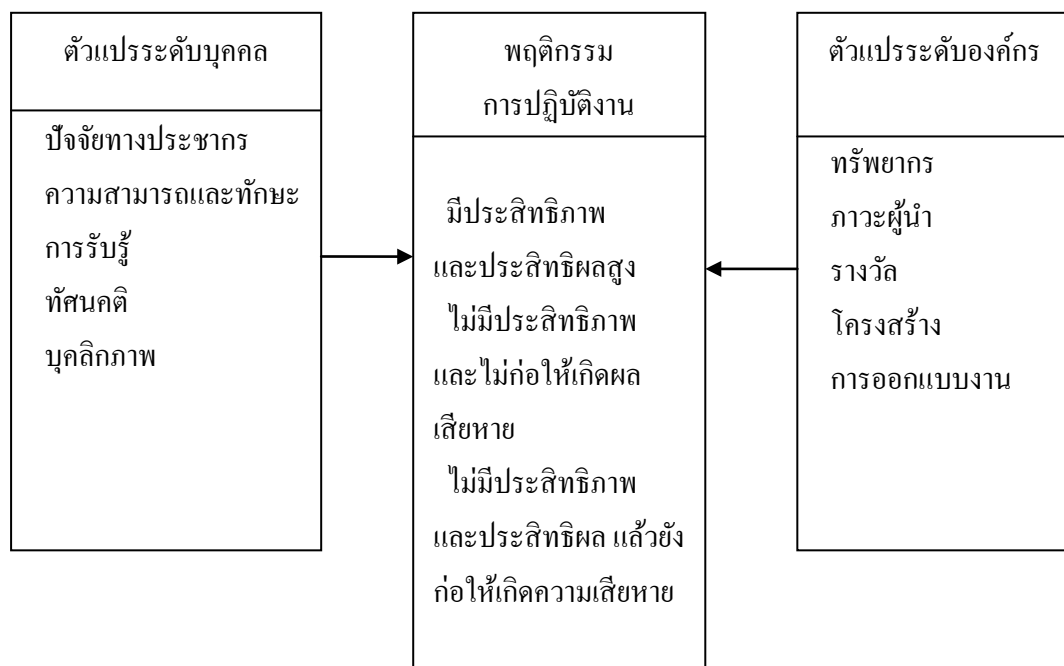 ตัวแปรระดับบุคคล
ปัจจัยทางประชากร
ความสามารถและทักษะ
การรับรู้
ทัศนคติ
บุคลิกภาพ
พฤติกรรม
การปฏิบัติงาน
มีประสิทธิภาพ
และประสิทธิผลสูง
ไม่มีประสิทธิภาพ
และไม่ก่อให้เกิดผล
เสียหาย
ไม่มีประสิทธิภาพ
และประสิทธิผล แล้วยัง
ก่อให้เกิดความเสียหาย
ตัวแปรระดับองค์กร
ทรัพยากร
ภาวะผู้นำ
รางวัล
โครงสร้าง
การออกแบบงาน